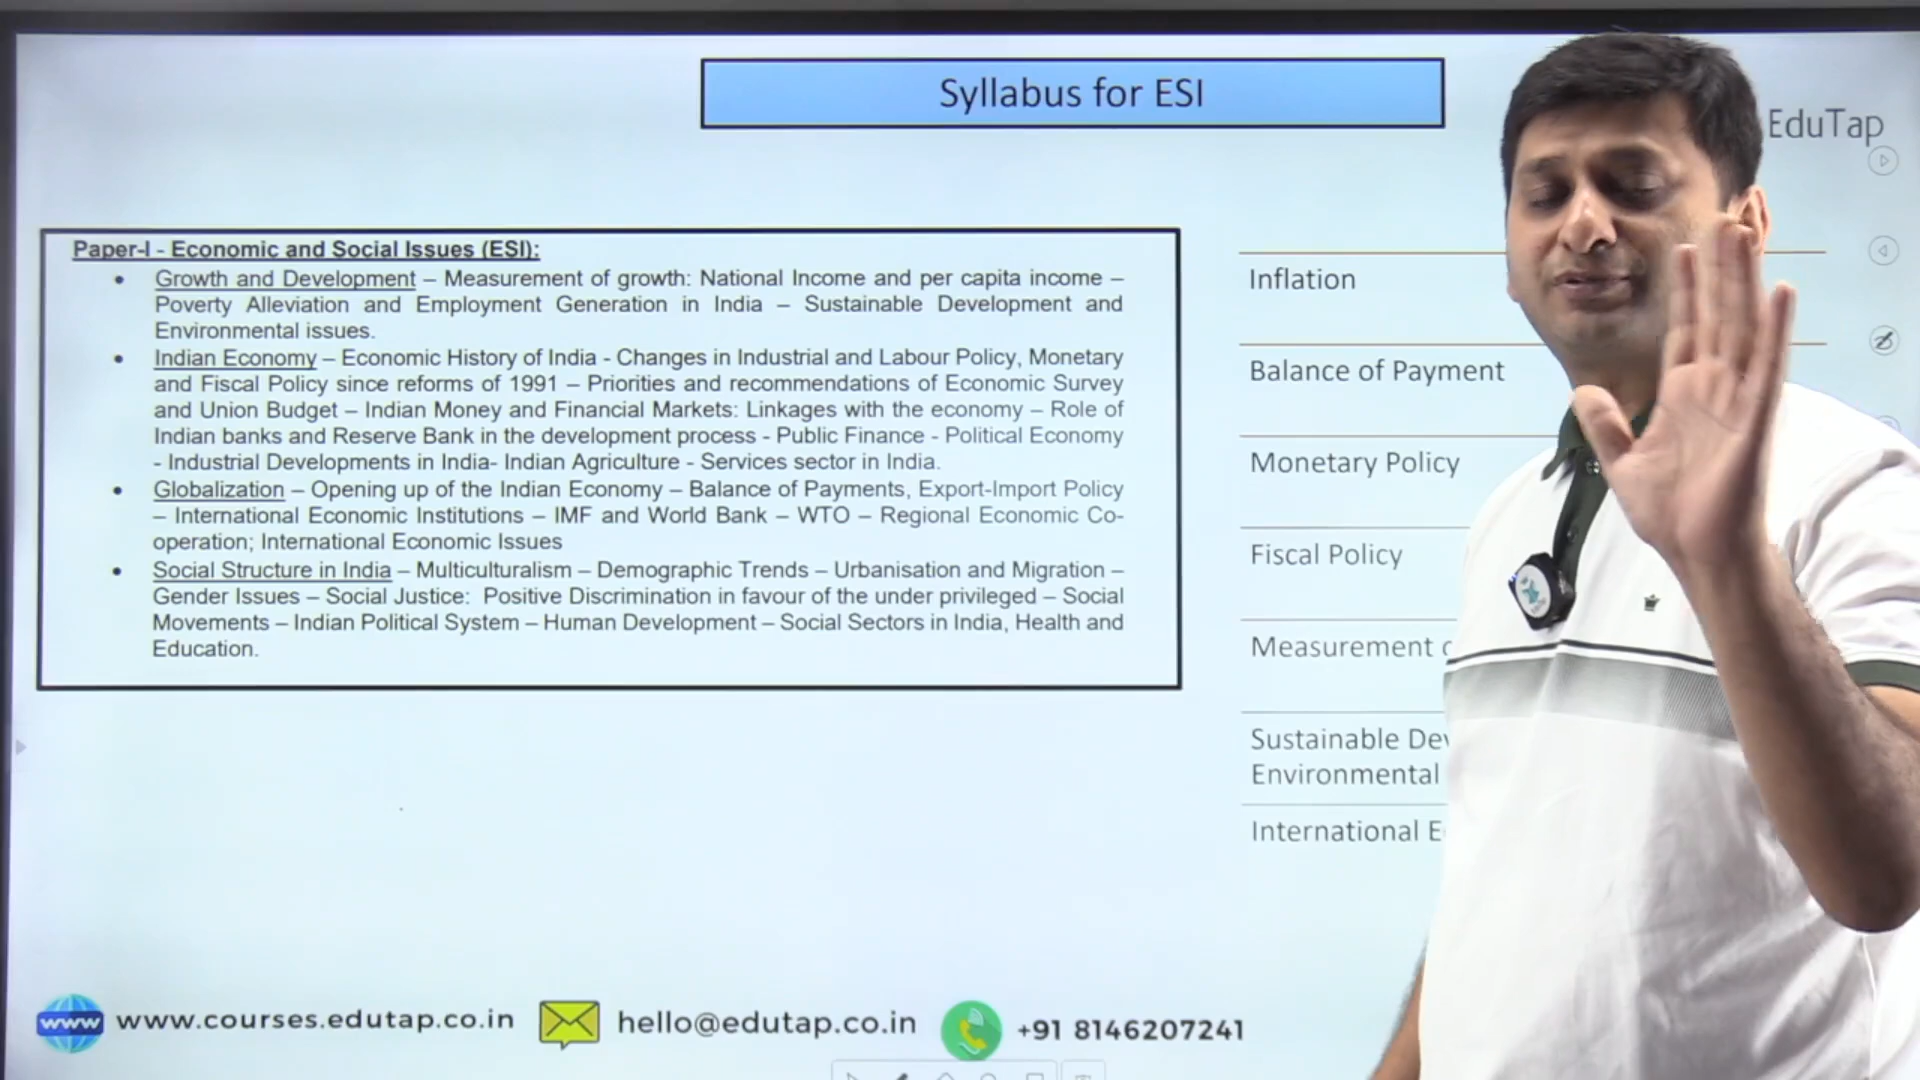 Syllabus for ESI
EduTap
Paper-I - Economic and Social Issues (ESI):
• Growth and Development – Measurement of growth: National Income and per capita income –
Poverty Alleviation and Employment Generation in India – Sustainable Development and
Environmental issues.
• Indian Economy – Economic History of India - Changes in Industrial and Labour Policy, Monetary
and Fiscal Policy since reforms of 1991 – Priorities and recommendations of Economic Survey
and Union Budget – Indian Money and Financial Markets: Linkages with the economy – Role of
Indian banks and Reserve Bank in the development process - Public Finance - Political Economy
- Industrial Developments in India- Indian Agriculture - Services sector in India.
• Globalization – Opening up of the Indian Economy – Balance of Payments, Export-Import Policy
– International Economic Institutions – IMF and World Bank – WTO – Regional Economic Co-
operation; International Economic Issues
• Social Structure in India – Multiculturalism – Demographic Trends – Urbanisation and Migration –
Gender Issues – Social Justice: Positive Discrimination in favour of the under privileged – Social
Movements – Indian Political System – Human Development – Social Sectors in India, Health and
Education.
Inflation
Balance of Payment
Monetary Policy
Fiscal Policy
Measurement
Sustainable
Environmental
International
www www.courses.edutap.co.in
hello@edutap.co.in
+91 8146207241